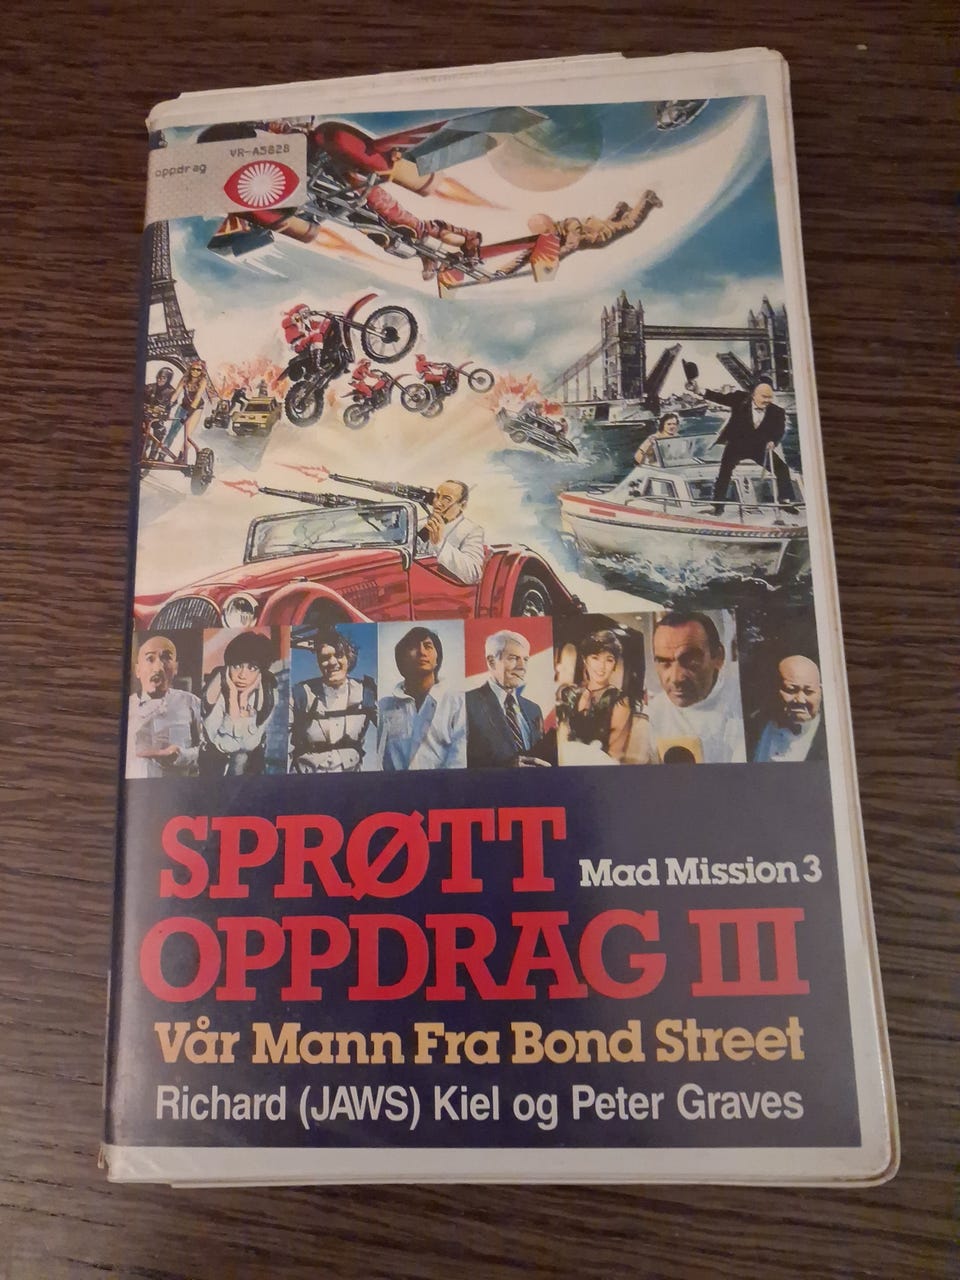 VR-A5828
oppdrag
SPRØTT
Mad Mission 3
OPPDRAG III
Vår Mann Fra Bond Street
Richard (JAWS) Kiel og Peter Graves